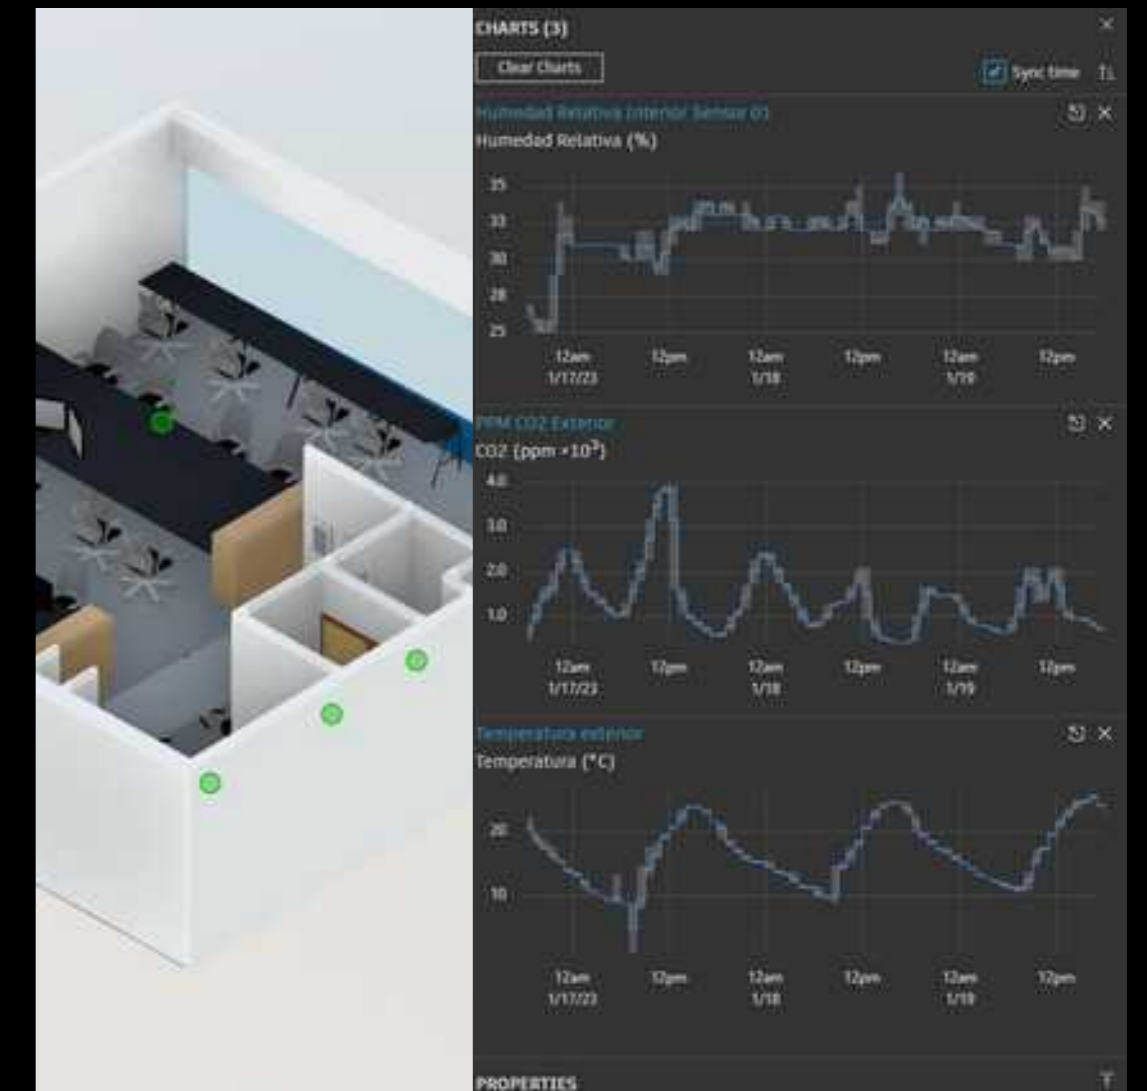 CHARTS (3)
Clear Charts
Sync time
Humedad Relativa Interior Sensor 01
Humedad Relativa (%)
35
33
30
28
25
12am 12pm 12am 12pm 12am 12pm
1/17/23 1/18 1/19
PPM CO2 Exterior
CO2 (ppm ×10³)
4.0
3.0
2.0
1.0
12am 12pm 12am 12pm 12am 12pm
1/17/23 1/18 1/19
Temperatura exterior
Temperatura (°C)
20
10
12am 12pm 12am 12pm 12am 12pm
1/17/23 1/18 1/19
PROPERTIES